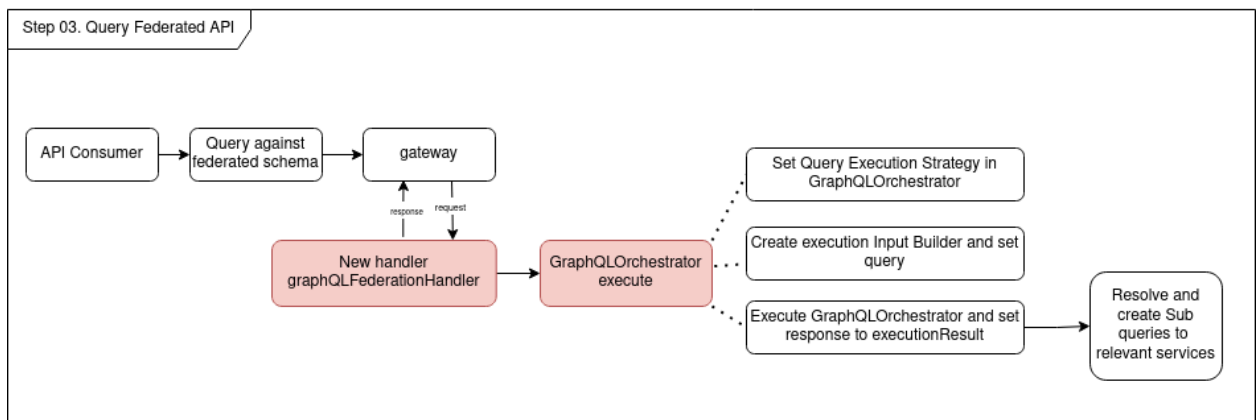 Step 03. Query Federated API
API Consumer
Query against
federated schema
gateway
response
request
New handler
graphQLFederationHandler
GraphQLOrchestrator
execute
Set Query Execution Strategy in
GraphQLOrchestrator
Create execution Input Builder and set
query
Execute GraphQLOrchestrator and set
response to executionResult
Resolve and
create Sub
queries to
relevant services